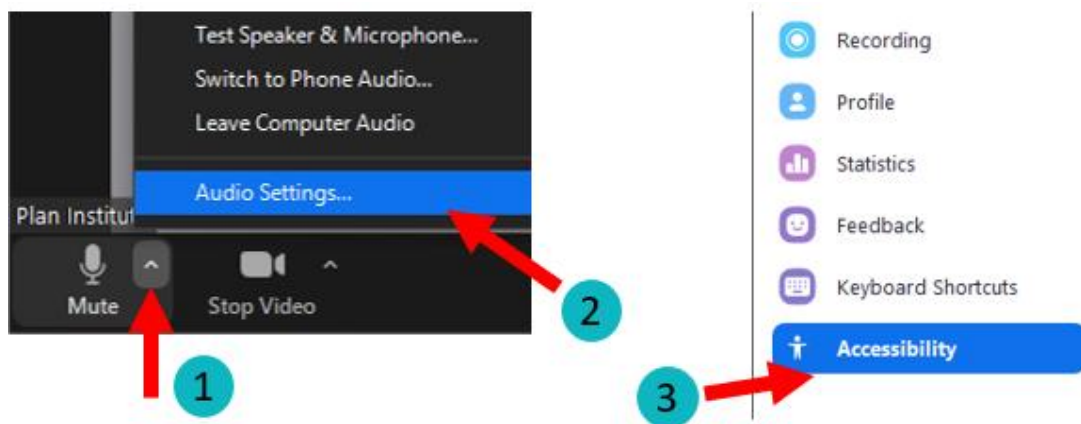 Test Speaker & Microphone...
Switch to Phone Audio...
Leave Computer Audio
Audio Settings...
Plan Institut
Mute
Stop Video
1
2
Recording
Profile
Statistics
Feedback
Keyboard Shortcuts
Accessibility
3